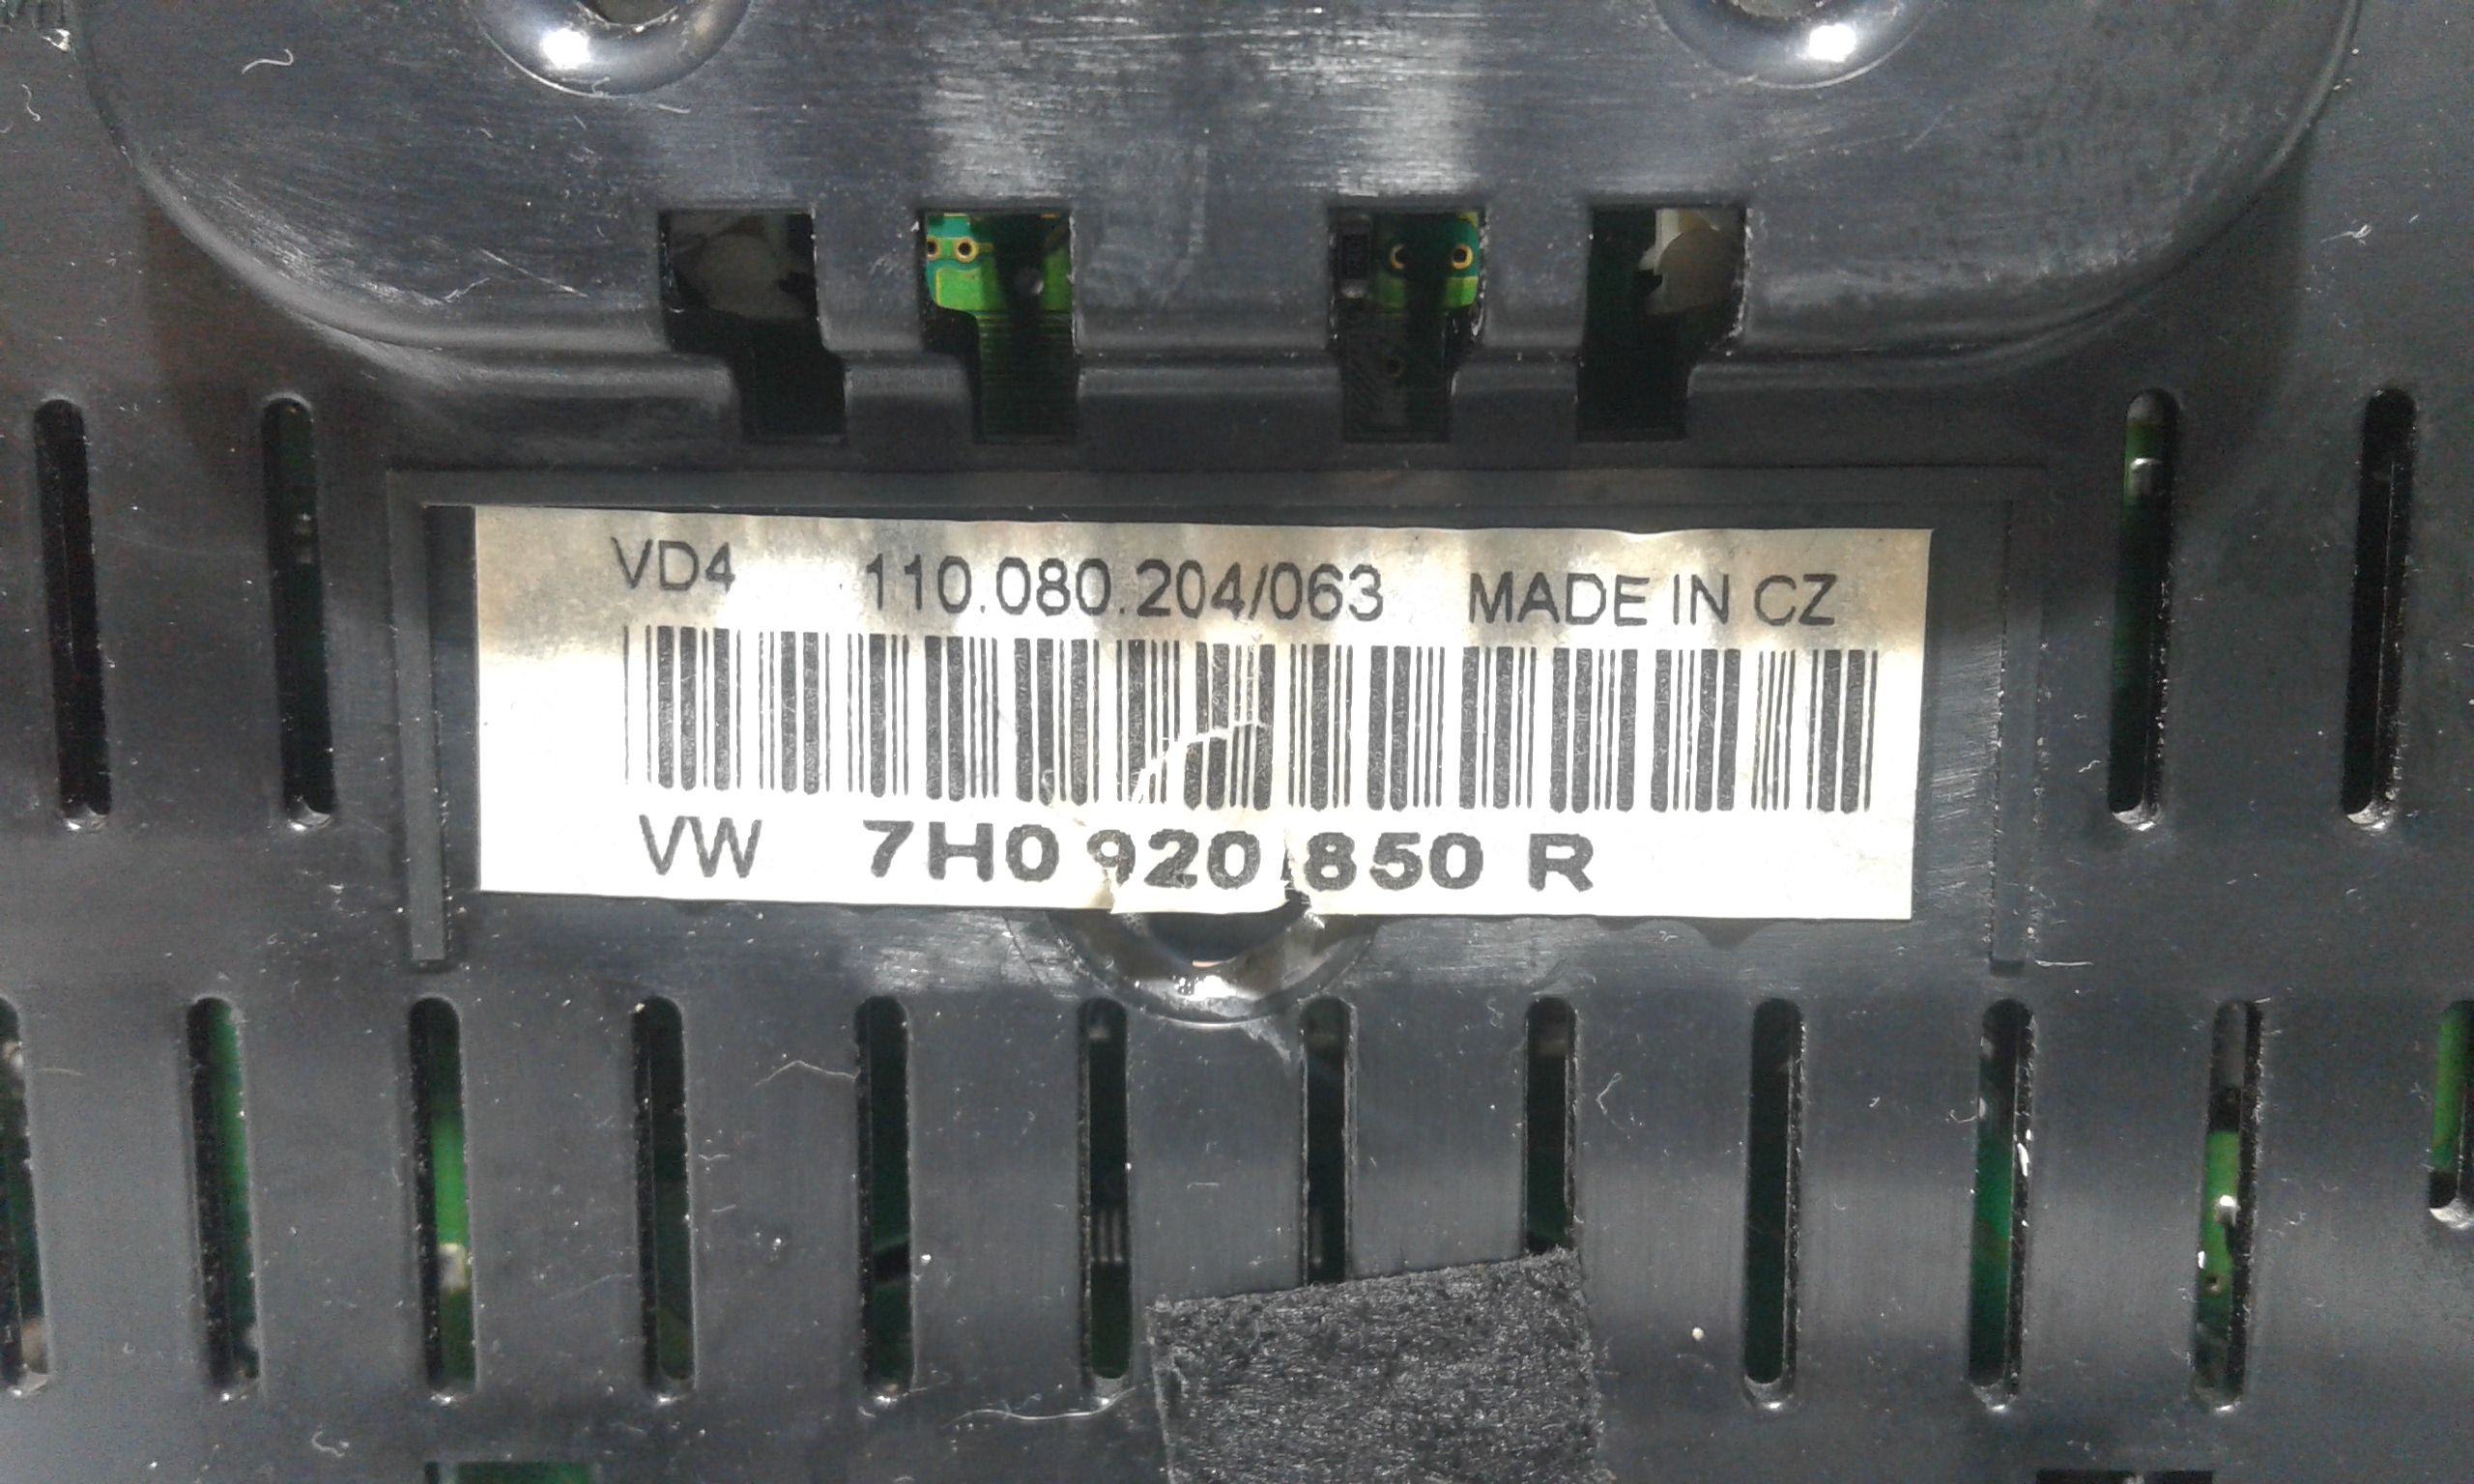 VD4 110.080.204/063 MADE IN CZ
VW 7H0 920 850 R